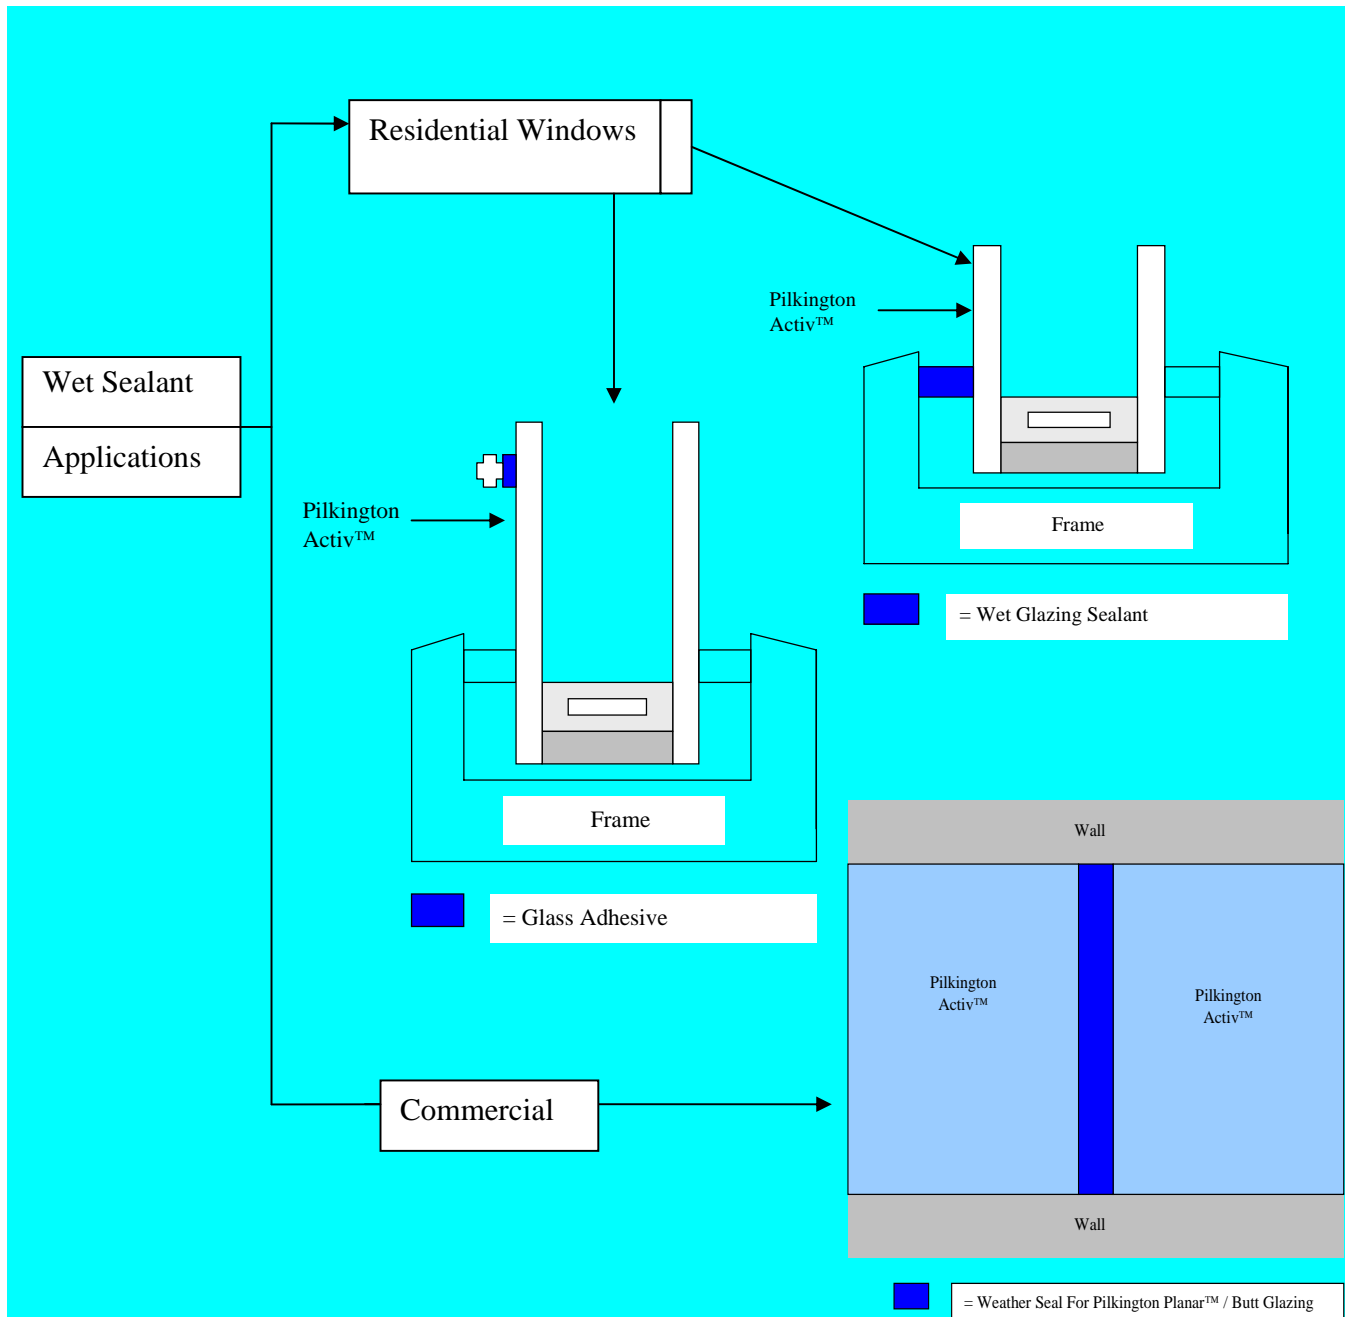 Residential Windows
Pilkington
Activ™
Wet Sealant
Applications
Pilkington
Activ™
Frame
= Wet Glazing Sealant
Frame
= Glass Adhesive
Wall
Pilkington
Activ™
Pilkington
Activ™
Commercial
Wall
= Weather Seal For Pilkington Planar™ / Butt Glazing